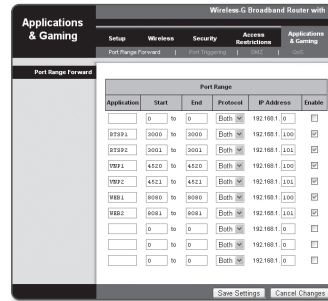 Wireless-G Broadband Router with
Applications
& Gaming
Setup Wireless Security Access Restrictions Applications & Gaming
Port Range Forward | Port Triggering | DMZ | QoS
Port Range Forward
Port Range
Application Start End Protocol IP Address Enable
0 to 0 Both 192.168.1. 0
RTSP1 3000 to 3000 Both 192.168.1. 100
RTSP2 3001 to 3001 Both 192.168.1. 101
VNP1 4520 to 4520 Both 192.168.1. 100
VNP2 4521 to 4521 Both 192.168.1. 101
WEB1 8080 to 8080 Both 192.168.1. 100
WEB2 8081 to 8081 Both 192.168.1. 101
0 to 0 Both 192.168.1. 0
0 to 0 Both 192.168.1. 0
0 to 0 Both 192.168.1. 0
Save Settings Cancel Changes